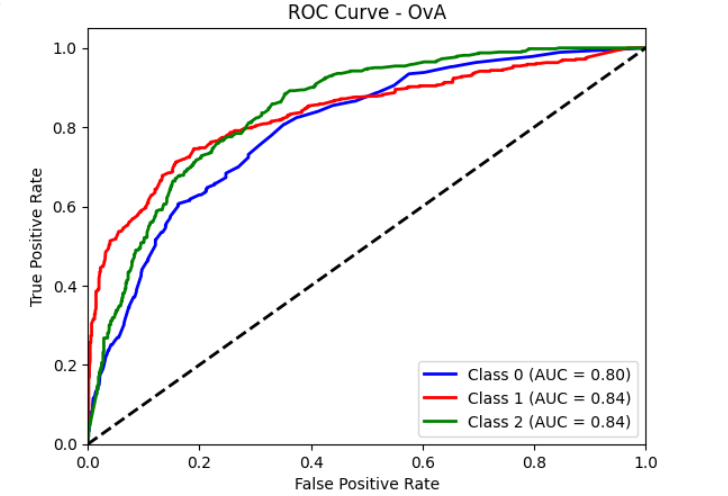 ROC Curve - OvA
True Positive Rate
1.0
0.8
0.6
0.4
0.2
0.0
Class 0 (AUC = 0.80)
Class 1 (AUC = 0.84)
Class 2 (AUC = 0.84)
0.0 0.2 0.4 0.6 0.8 1.0
False Positive Rate